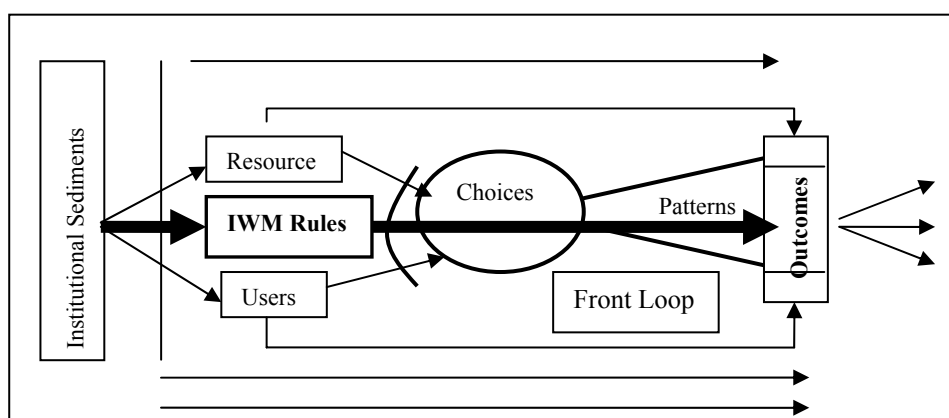 Institutional Sediments
Resource
IWM Rules
Users
Choices
Patterns
Front Loop
Outcomes